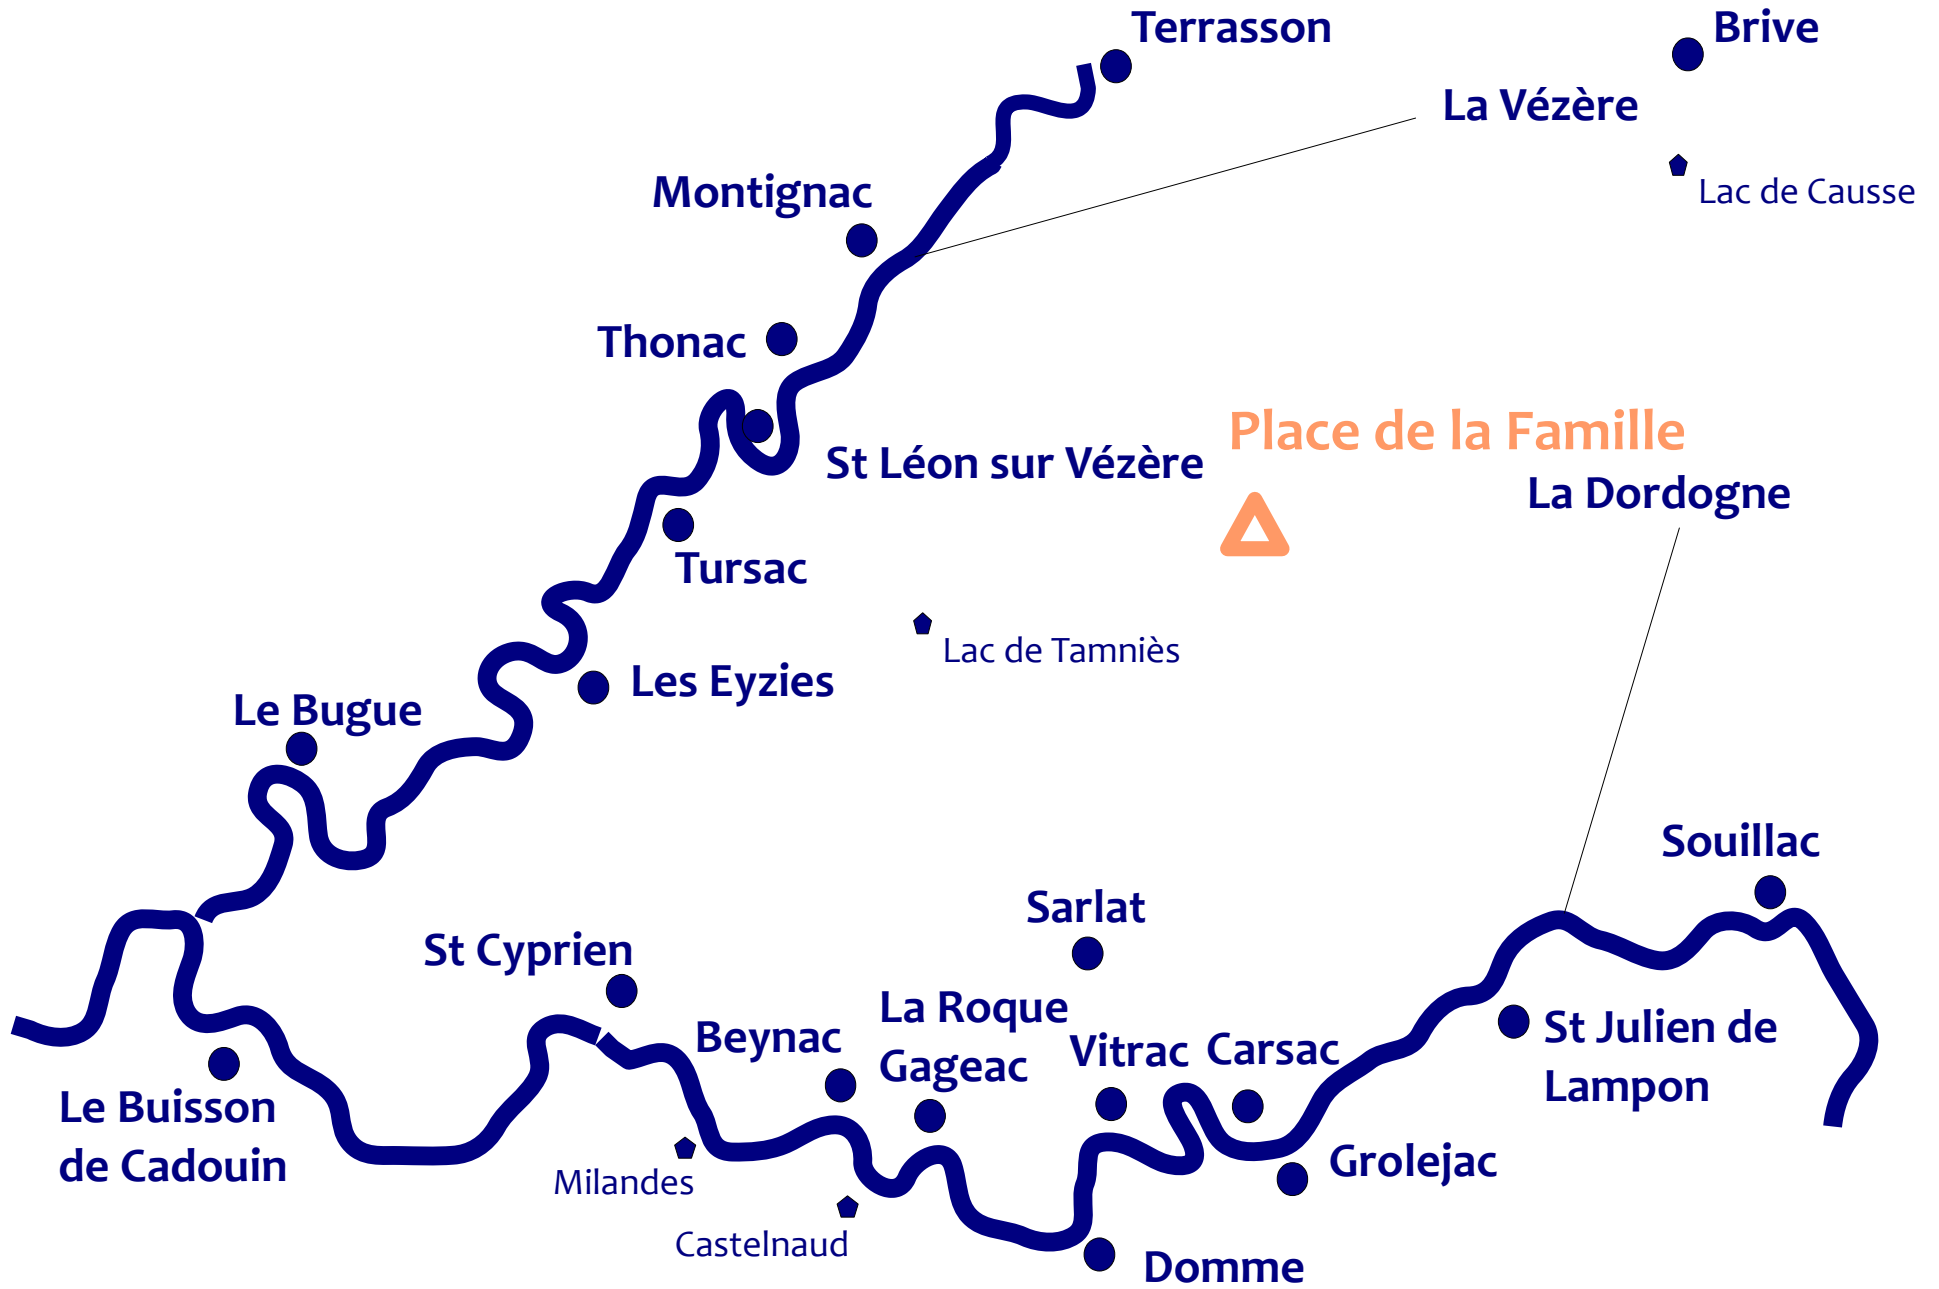 Terrasson
Brive
La Vézère
Montignac
Lac de Causse
Thonac
Place de la Famille
St Léon sur Vézère
La Dordogne
Tursac
Lac de Tamniès
Les Eyzies
Le Bugue
Souillac
Sarlat
St Cyprien
La Roque
Gageac
Beynac
Vitrac
Carsac
St Julien de
Lampon
Le Buisson
de Cadouin
Grolejac
Milandes
Castelnaud
Domme